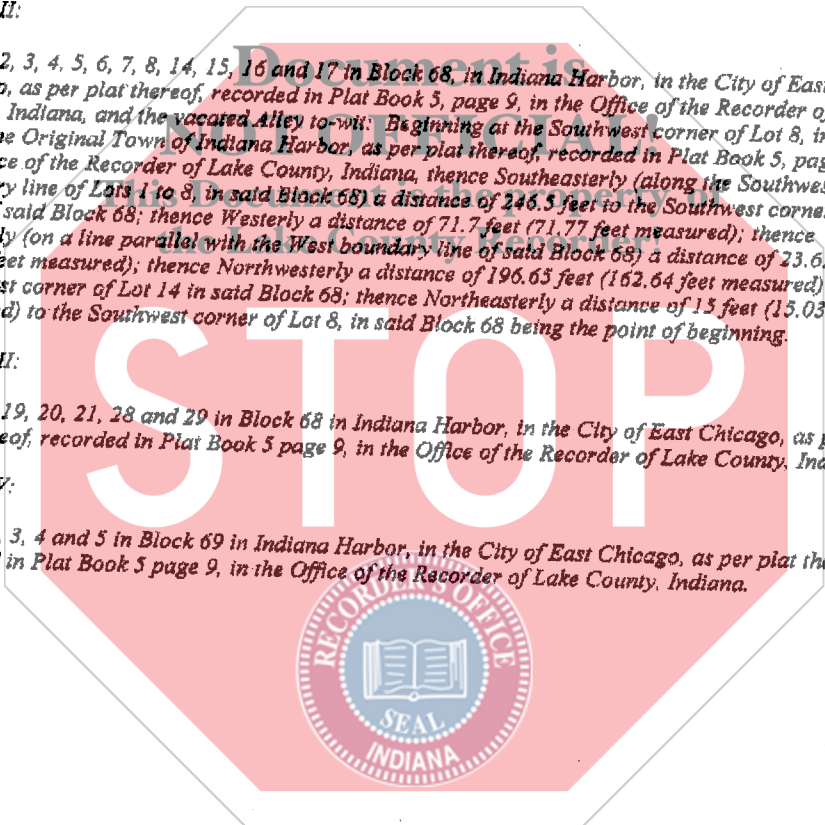 II:
2, 3, 4, 5, 6, 7, 8, 14, 15, 16 and 17 in Block 68, in Indiana Harbor, in the City of East
as per plat thereof, recorded in Plat Book 5, page 9, in the Office of the Recorder of
Indiana, and the vacated Alley to-wit: Beginning at the Southwest corner of Lot 8, in
Original Town of Indiana Harbor, as per plat thereof, recorded in Plat Book 5, pag
ce of the Recorder of Lake County, Indiana, thence Southeasterly (along the Southwes
ry line of Lots 1 to 8, in said Block 68) a distance of 246.5 feet to the Southwest corne
said Block 68; thence Westerly a distance of 71.7 feet (71.77 feet measured); thence
ly (on a line parallel with the West boundary line of said Block 68) a distance of 23.6
eet measured); thence Northwesterly a distance of 196.65 feet (162.64 feet measured)
st corner of Lot 14 in said Block 68; thence Northeasterly a distance of 15 feet (15.03
d) to the Southwest corner of Lot 8, in said Block 68 being the point of beginning.
II:
19, 20, 21, 28 and 29 in Block 68 in Indiana Harbor, in the City of East Chicago, as p
eof, recorded in Plat Book 5 page 9, in the Office of the Recorder of Lake County, Ind
V:
3, 4 and 5 in Block 69 in Indiana Harbor, in the City of East Chicago, as per plat the
in Plat Book 5 page 9, in the Office of the Recorder of Lake County, Indiana.
Document is
NOT OFFICIAL!
This Document is the property of
the Lake County Recorder!
STOP
RECORDER'S OFFICE
SEAL
INDIANA